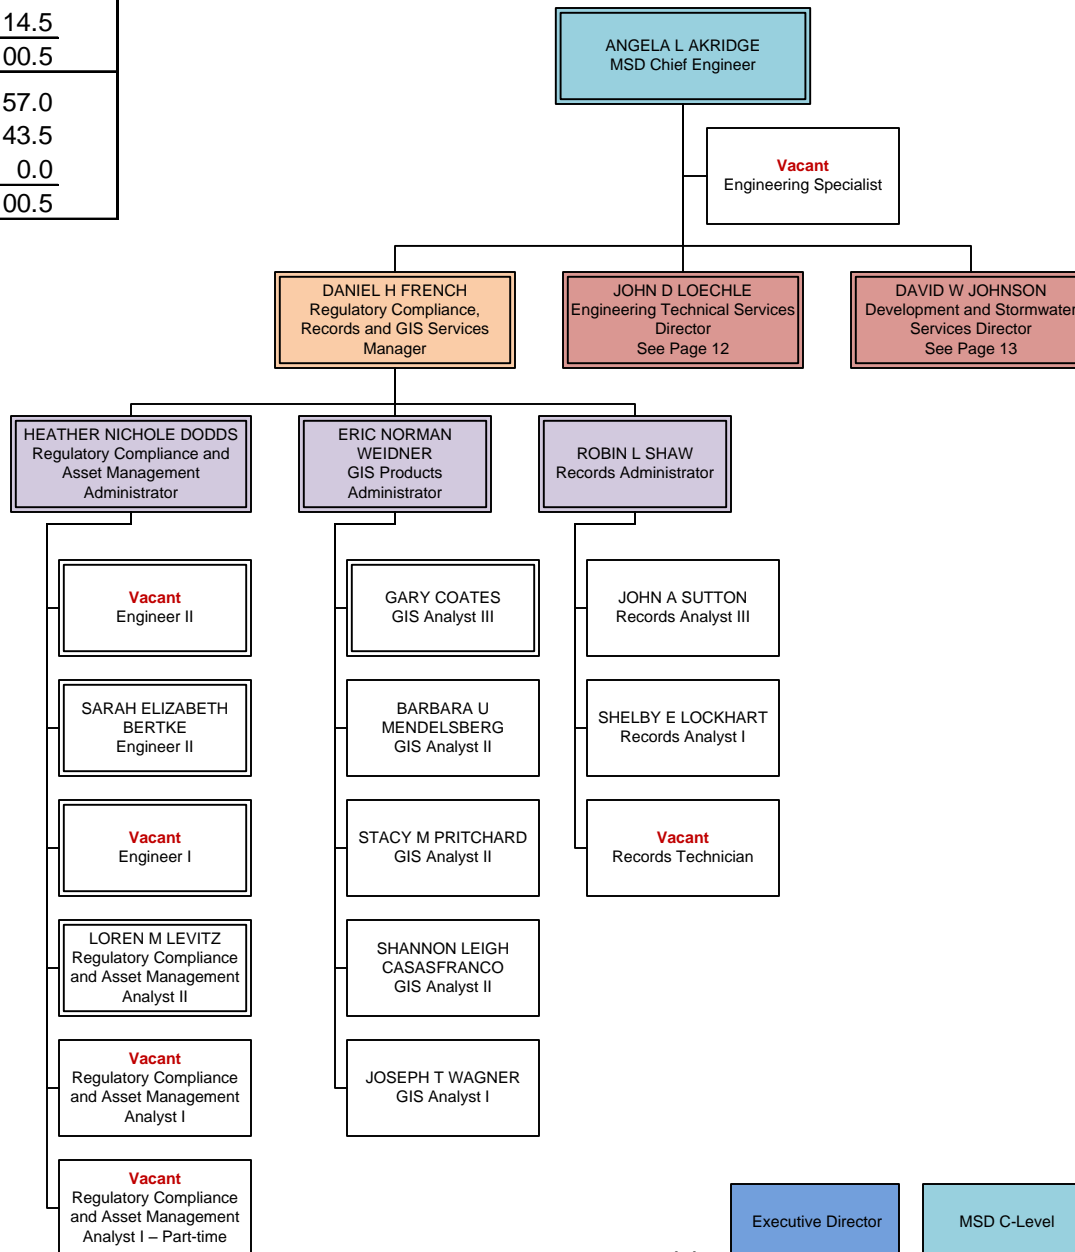 14.5
00.5
57.0
43.5
0.0
00.5
ANGELA L AKRIDGE
MSD Chief Engineer
Vacant
Engineering Specialist
DANIEL H FRENCH
Regulatory Compliance,
Records and GIS Services
Manager
JOHN D LOECHLE
Engineering Technical Services
Director
See Page 12
DAVID W JOHNSON
Development and Stormwater
Services Director
See Page 13
HEATHER NICHOLE DODDS
Regulatory Compliance and
Asset Management
Administrator
ERIC NORMAN
WEIDNER
GIS Products
Administrator
ROBIN L SHAW
Records Administrator
Vacant
Engineer II
SARAH ELIZABETH
BERTKE
Engineer II
Vacant
Engineer I
LOREN M LEVITZ
Regulatory Compliance
and Asset Management
Analyst II
Vacant
Regulatory Compliance
and Asset Management
Analyst I
Vacant
Regulatory Compliance
and Asset Management
Analyst I – Part-time
GARY COATES
GIS Analyst III
BARBARA U
MENDELSBERG
GIS Analyst II
STACY M PRITCHARD
GIS Analyst II
SHANNON LEIGH
CASASFRANCO
GIS Analyst II
JOSEPH T WAGNER
GIS Analyst I
JOHN A SUTTON
Records Analyst III
SHELBY E LOCKHART
Records Analyst I
Vacant
Records Technician
Executive Director
MSD C-Level